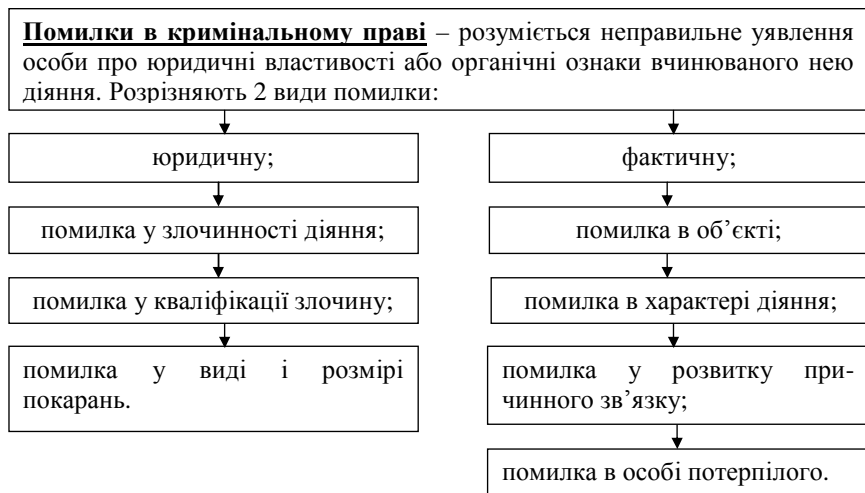 Помилки в кримінальному праві – розуміється неправильне уявлення
особи про юридичні властивості або органічні ознаки вчинюваного нею
діяння. Розрізняють 2 види помилки:
юридичну;
помилка у злочинності діяння;
помилка у кваліфікації злочину;
помилка у виді і розмірі
покарань.
фактичну;
помилка в об’єкті;
помилка в характері діяння;
помилка у розвитку при-
чинного зв’язку;
помилка в особі потерпілого.